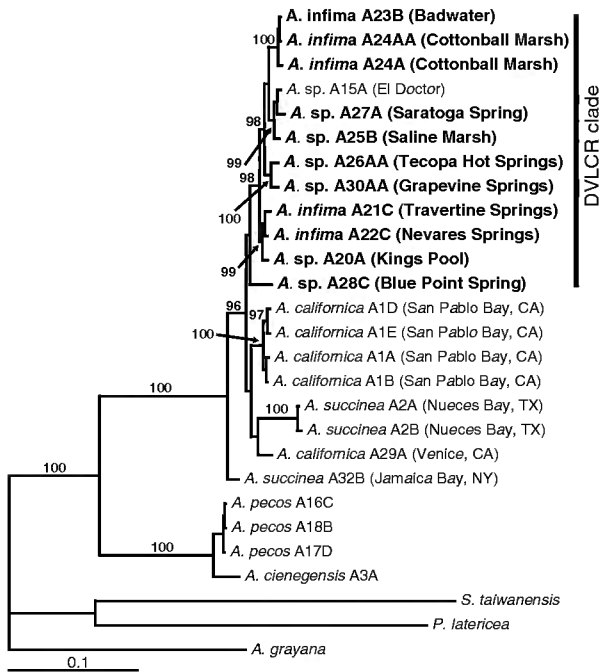 A. infima A23B (Badwater)
100
A. infima A24AA (Cottonball Marsh)
A. infima A24A (Cottonball Marsh)
A. sp. A15A (El Doctor)
A. sp. A27A (Saratoga Spring)
98
A. sp. A25B (Saline Marsh)
99
A. sp. A26AA (Tecopa Hot Springs)
98
A. sp. A30AA (Grapevine Springs)
100
A. infima A21C (Travertine Springs)
A. infima A22C (Nevares Springs)
A. sp. A20A (Kings Pool)
99
A. sp. A28C (Blue Point Spring)
DVLCR clade
96
A. californica A1D (San Pablo Bay, CA)
97
100
A. californica A1E (San Pablo Bay, CA)
A. californica A1A (San Pablo Bay, CA)
A. californica A1B (San Pablo Bay, CA)
100
100
A. succinea A2A (Nueces Bay, TX)
A. succinea A2B (Nueces Bay, TX)
A. californica A29A (Venice, CA)
100
A. succinea A32B (Jamaica Bay, NY)
A. pecos A16C
A. pecos A18B
100
A. pecos A17D
A. cienegensis A3A
S. taiwanensis
P. latericea
A. grayana
0.1